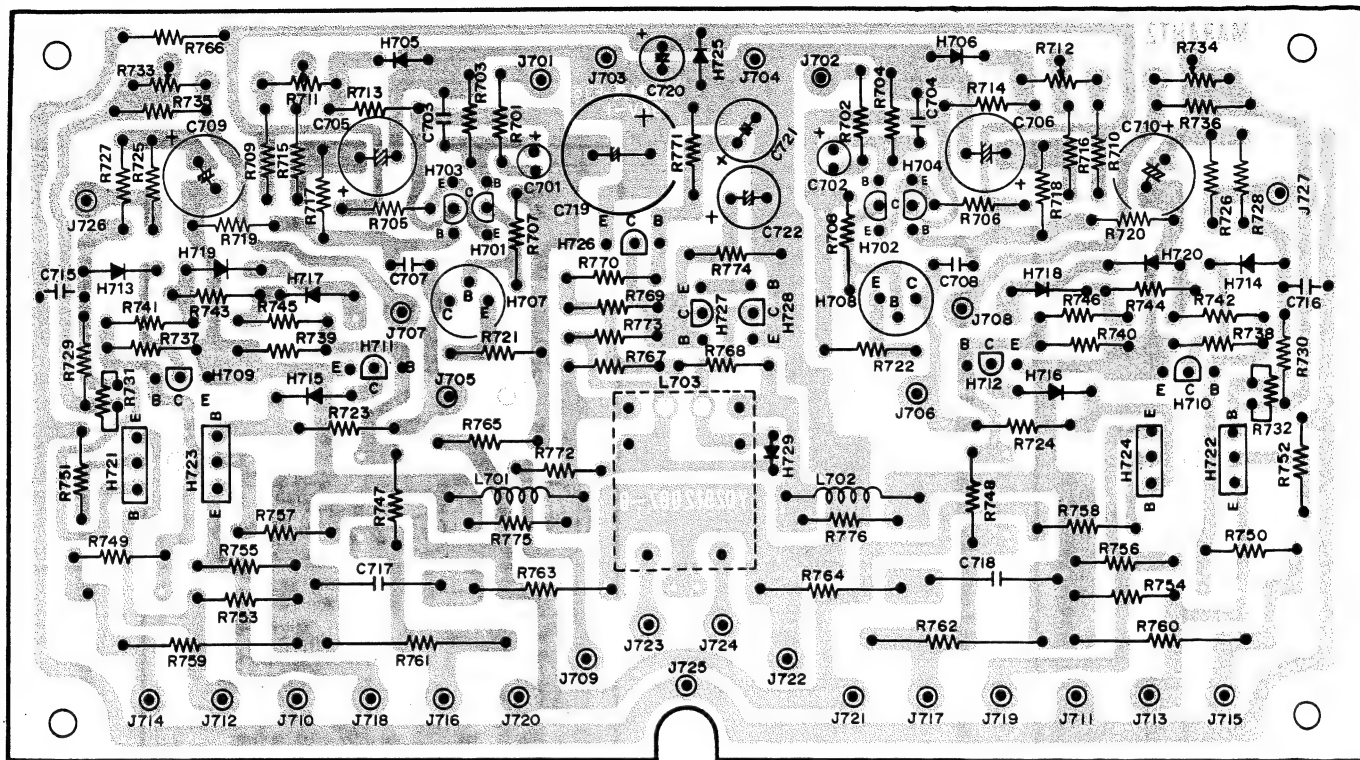 R766
H705
R733
R735
C709
R711
R713
C705
C703
R703
J701
R701
J703
+
C720
H725
J704
J702
H706
R712
R734
R714
R736
R702
R704
C704
C706
C710
+
R727
R725
+
R709
R715
R717
+
R705
H703
E
C
B
B
E
H701
C701
+
R707
C719
+
R771
C721
C722
+
C702
+
R708
H704
B
E
C
E
B
H702
R706
+
R718
R716
R710
R720
R726
R728
J727
J726
R719
C715
H713
H719
H717
C707
J707
C
B
E
H707
H726
E
C
B
R770
R769
R773
R767
R774
E
B
C
C
B
E
H727
H728
R768
H708
E
B
C
C708
J708
H718
H720
H714
C716
R741
R743
R745
R737
R739
R729
R731
H709
B
C
E
H711
E
C
B
H715
R721
J705
R723
R722
J706
B
C
E
H712
H716
R724
R746
R744
R742
R740
R738
R730
E
C
B
H710
R732
L703
R751
H721
E
B
H723
B
E
R747
R765
R772
L701
R775
H729
L702
R776
R748
H724
E
B
H722
B
E
R752
R749
R757
R755
C717
R753
R763
R764
C718
R758
R756
R754
R750
R759
R761
J723
J724
J709
J725
J722
R762
R760
J714
J712
J710
J718
J716
J720
J721
J717
J719
J711
J713
J715
MARANTZ